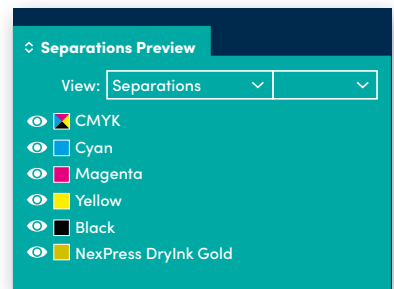 Separations Preview
View: Separations
CMYK
Cyan
Magenta
Yellow
Black
NexPress DryInk Gold